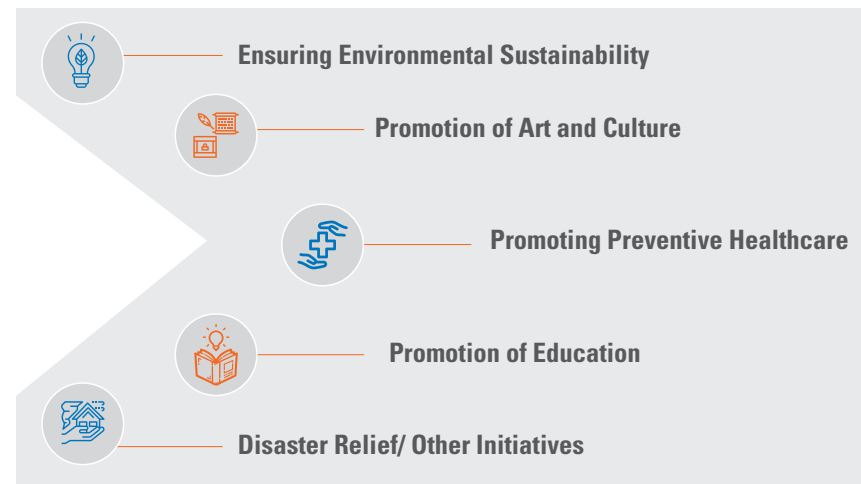 Ensuring Environmental Sustainability
Promotion of Art and Culture
Promoting Preventive Healthcare
Promotion of Education
Disaster Relief/ Other Initiatives